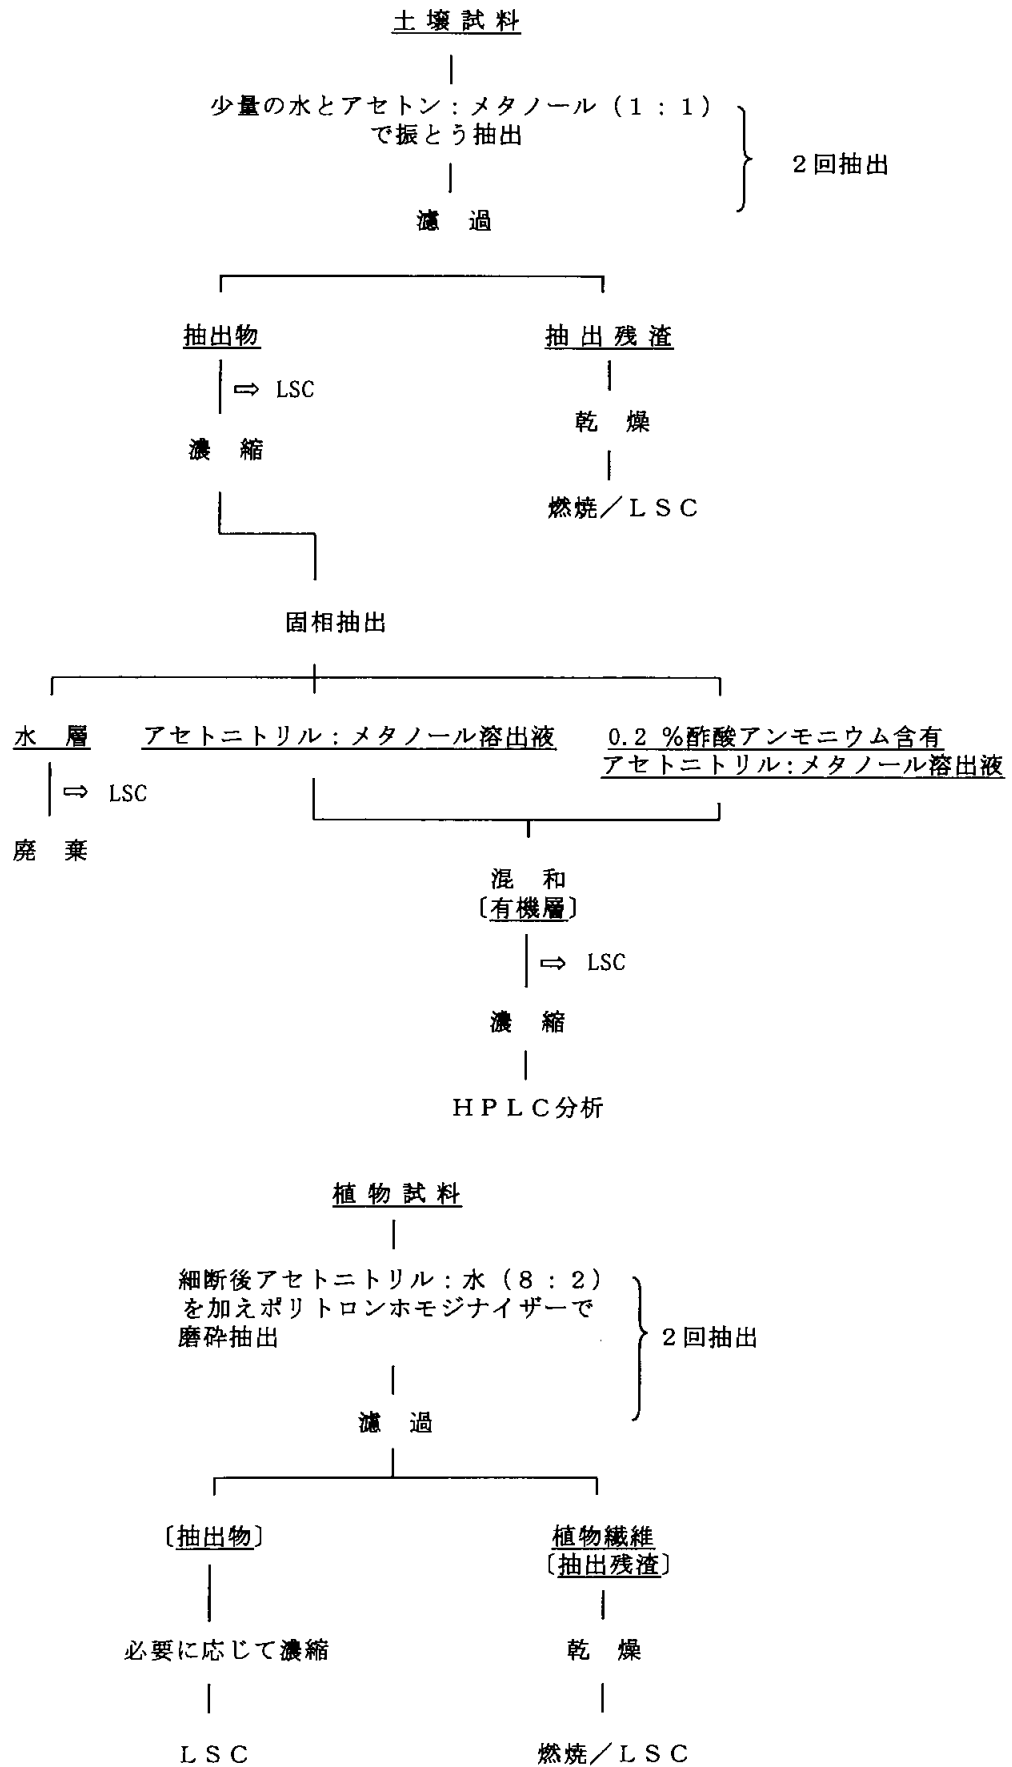 土壌試料
少量の水とアセトン：メタノール（１：１）
で振とう抽出
２回抽出
濾 過
抽出物 抽出残渣
⇨ LSC
乾 燥
濃 縮
燃焼／ＬＳＣ
固相抽出
水 層 アセトニトリル：メタノール溶出液 0.2 %酢酸アンモニウム含有
アセトニトリル：メタノール溶出液
⇨ LSC
廃 棄
混 和
〔有機層〕
⇨ LSC
濃 縮
ＨＰＬＣ分析
植物試料
細断後アセトニトリル：水（８：２）
を加えポリトロンホモジナイザーで
磨砕抽出
２回抽出
濾 過
〔抽出物〕 植物繊維
〔抽出残渣〕
必要に応じて濃縮 乾 燥
ＬＳＣ 燃焼／ＬＳＣ